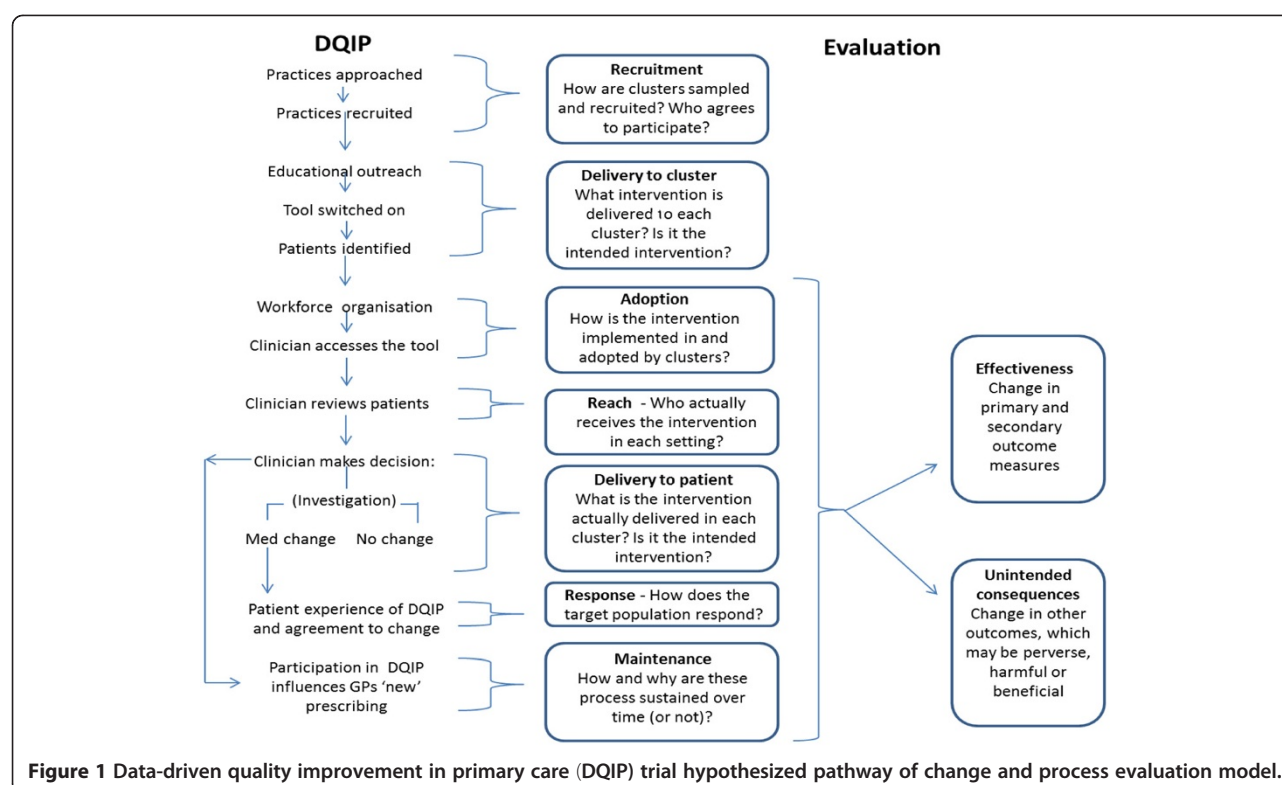 DQIP
Evaluation
Practices approached
Practices recruited
Recruitment
How are clusters sampled
and recruited? Who agrees
to participate?
Educational outreach
Tool switched on
Patients identified
Delivery to cluster
What intervention is
delivered 1o each
cluster? Is it the
intended intervention?
Workforce organisation
Clinician accesses the tool
Adoption
How is the intervention
implemented in and
adopted by clusters?
Clinician reviews patients
Reach - Who actually
receives the intervention
in each setting?
Clinician makes decision:
(Investigation)
Med change No change
Delivery to patient
What is the intervention
actually delivered in each
cluster? Is it the intended
intervention?
Patient experience of DQIP
and agreement to change
Response - How does the
target population respond?
Participation in DQIP
influences GPs ‘new’
prescribing
Maintenance
How and why are these
process sustained over
time (or not)?
Effectiveness
Change in
primary and
secondary
outcome
measures
Unintended
consequences
Change in other
outcomes, which
may be perverse,
harmful or
beneficial
Figure 1 Data-driven quality improvement in primary care (DQIP) trial hypothesized pathway of change and process evaluation model.